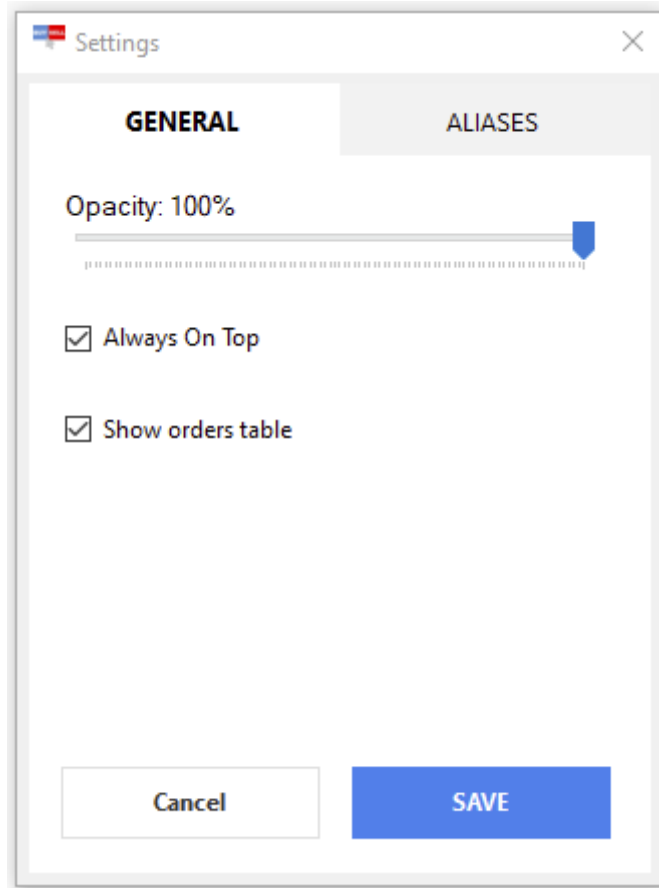 Settings
GENERAL
ALIASES
Opacity: 100%
Always On Top
Show orders table
Cancel
SAVE